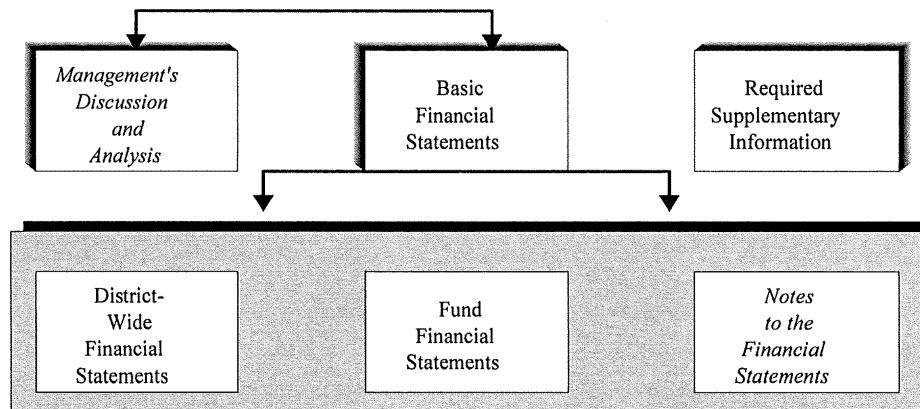 Management's
Discussion
and
Analysis
Basic
Financial
Statements
Required
Supplementary
Information
District-
Wide
Financial
Statements
Fund
Financial
Statements
Notes
to the
Financial
Statements